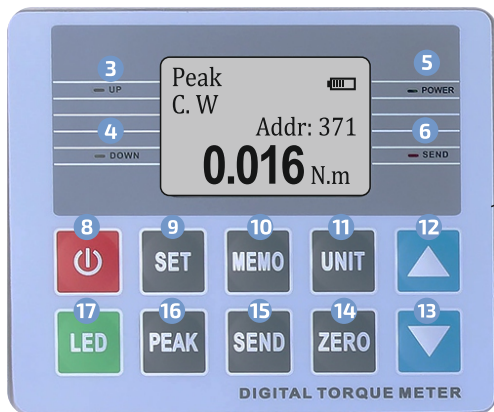 3
5
UP
POWER
Peak
C. W
Addr: 371
0.016 N.m
4
6
DOWN
SEND
8
9
10
11
12
SET
MEMO
UNIT
17
16
15
14
13
LED
PEAK
SEND
ZERO
DIGITAL TORQUE METER